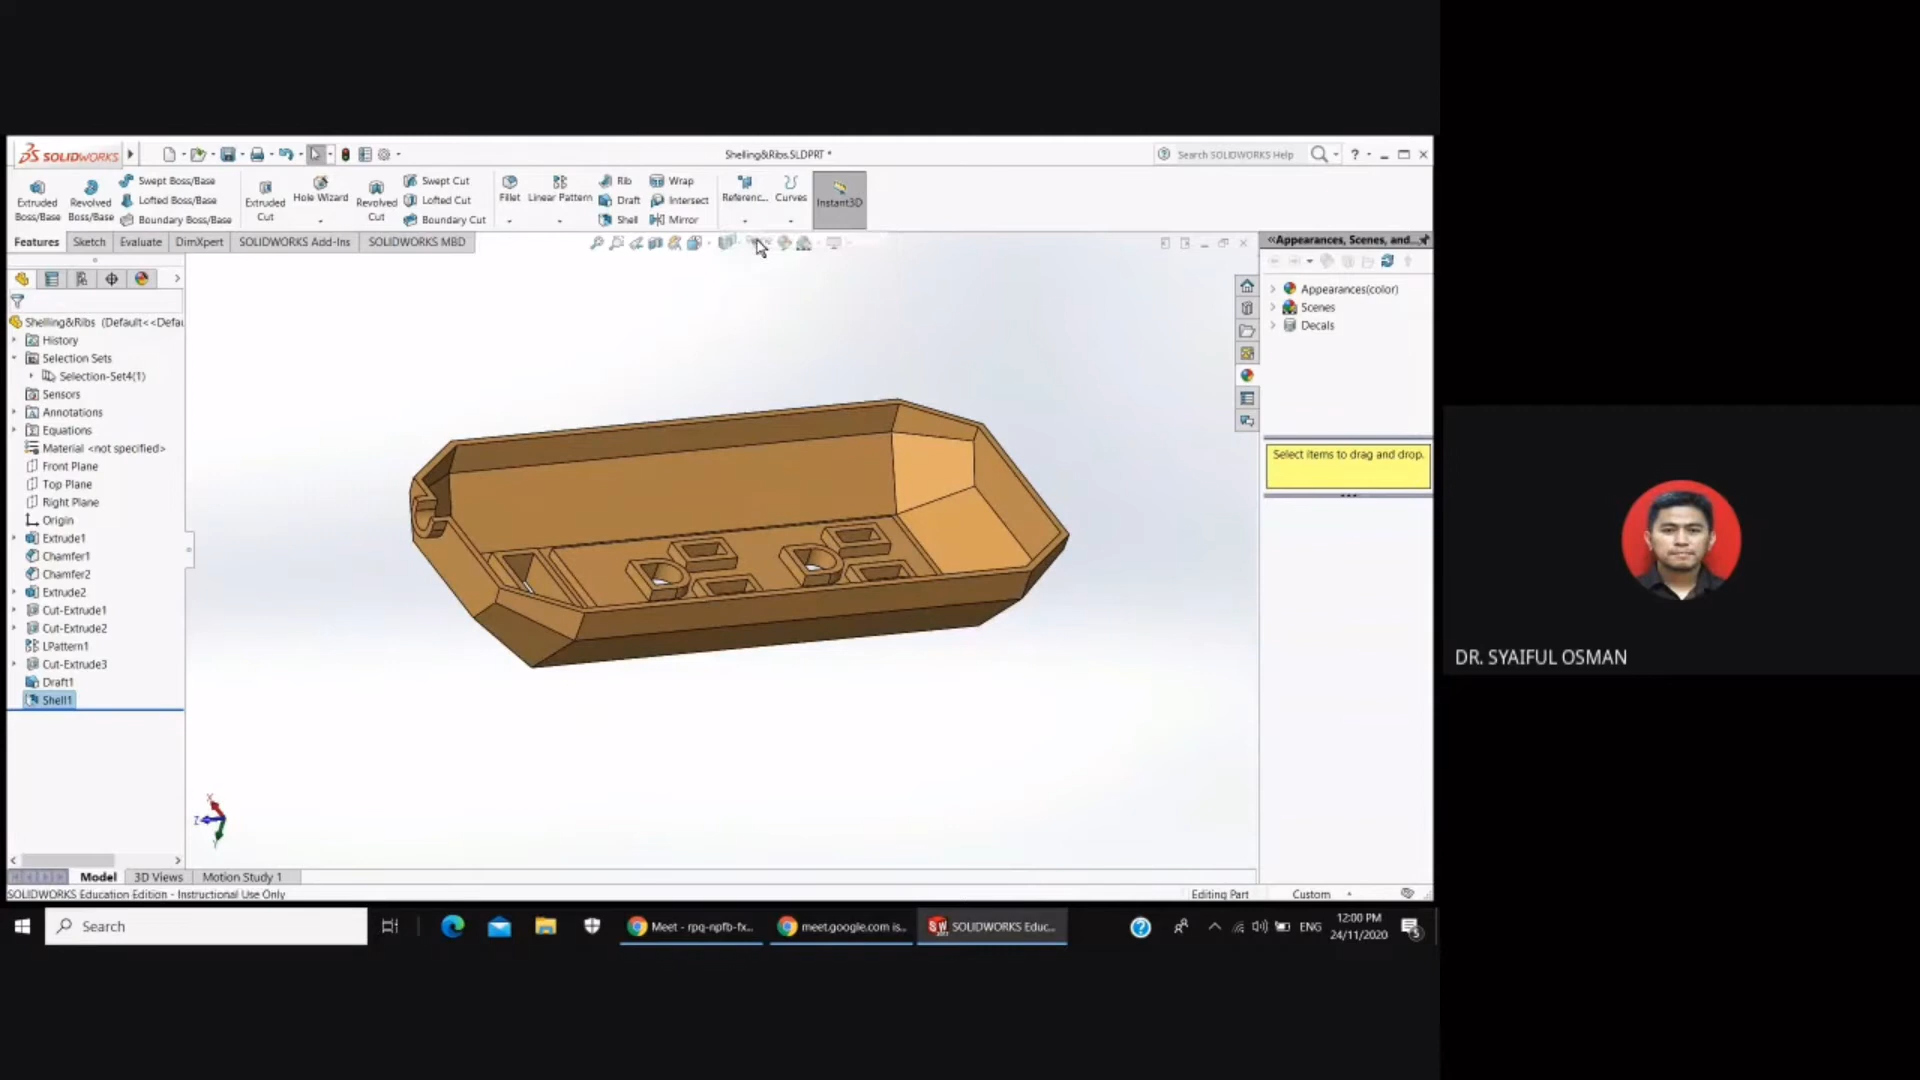 SOLIDWORKS
Shelling&Ribs.SLDPRT *
Search SOLIDWORKS Help
?
Extruded Boss/Base
Revolved Boss/Base
Swept Boss/Base
Lofted Boss/Base
Boundary Boss/Base
Extruded Cut
Hole Wizard
Revolved Cut
Swept Cut
Lofted Cut
Boundary Cut
Fillet
Linear Pattern
Rib
Draft
Shell
Wrap
Intersect
Mirror
Referenc...
Curves
Instant3D
Features
Sketch
Evaluate
DimXpert
SOLIDWORKS Add-Ins
SOLIDWORKS MBD
«Appearances, Scenes, and...
Shelling&Ribs (Default<<Defau
History
Selection Sets
Selection-Set4(1)
Sensors
Annotations
Equations
Material <not specified>
Front Plane
Top Plane
Right Plane
Origin
Extrude1
Chamfer1
Chamfer2
Extrude2
Cut-Extrude1
Cut-Extrude2
LPattern1
Cut-Extrude3
Draft1
Shell1
Appearances(color)
Scenes
Decals
Select items to drag and drop.
X
Z
Y
Model
3D Views
Motion Study 1
SOLIDWORKS Education Edition - Instructional Use Only
Editing Part
Custom
Search
Meet - rpq-npfb-fx...
meet.google.com is...
SOLIDWORKS Educ...
ENG
12:00 PM
24/11/2020
5
DR. SYAIFUL OSMAN